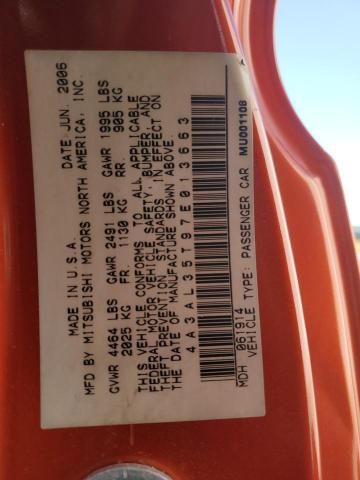 MADE IN U.S.A. DATE JUN. 2006
MFD BY MITSUBISHI MOTORS NORTH AMERICA, INC.
GVWR 4464 LBS GAWR 2491 LBS GAWR 1995 LBS
2025 KG FR. 1130 KG RR. 905 KG
THIS VEHICLE CONFORMS TO ALL APPLICABLE
FEDERAL MOTOR VEHICLE SAFETY, BUMPER, AND
THEFT PREVENTION STANDARDS IN EFFECT ON
THE DATE OF MANUFACTURE SHOWN ABOVE.
4A3AL35T97E013663
MDH 061914
VEHICLE TYPE: PASSENGER CAR MU001108